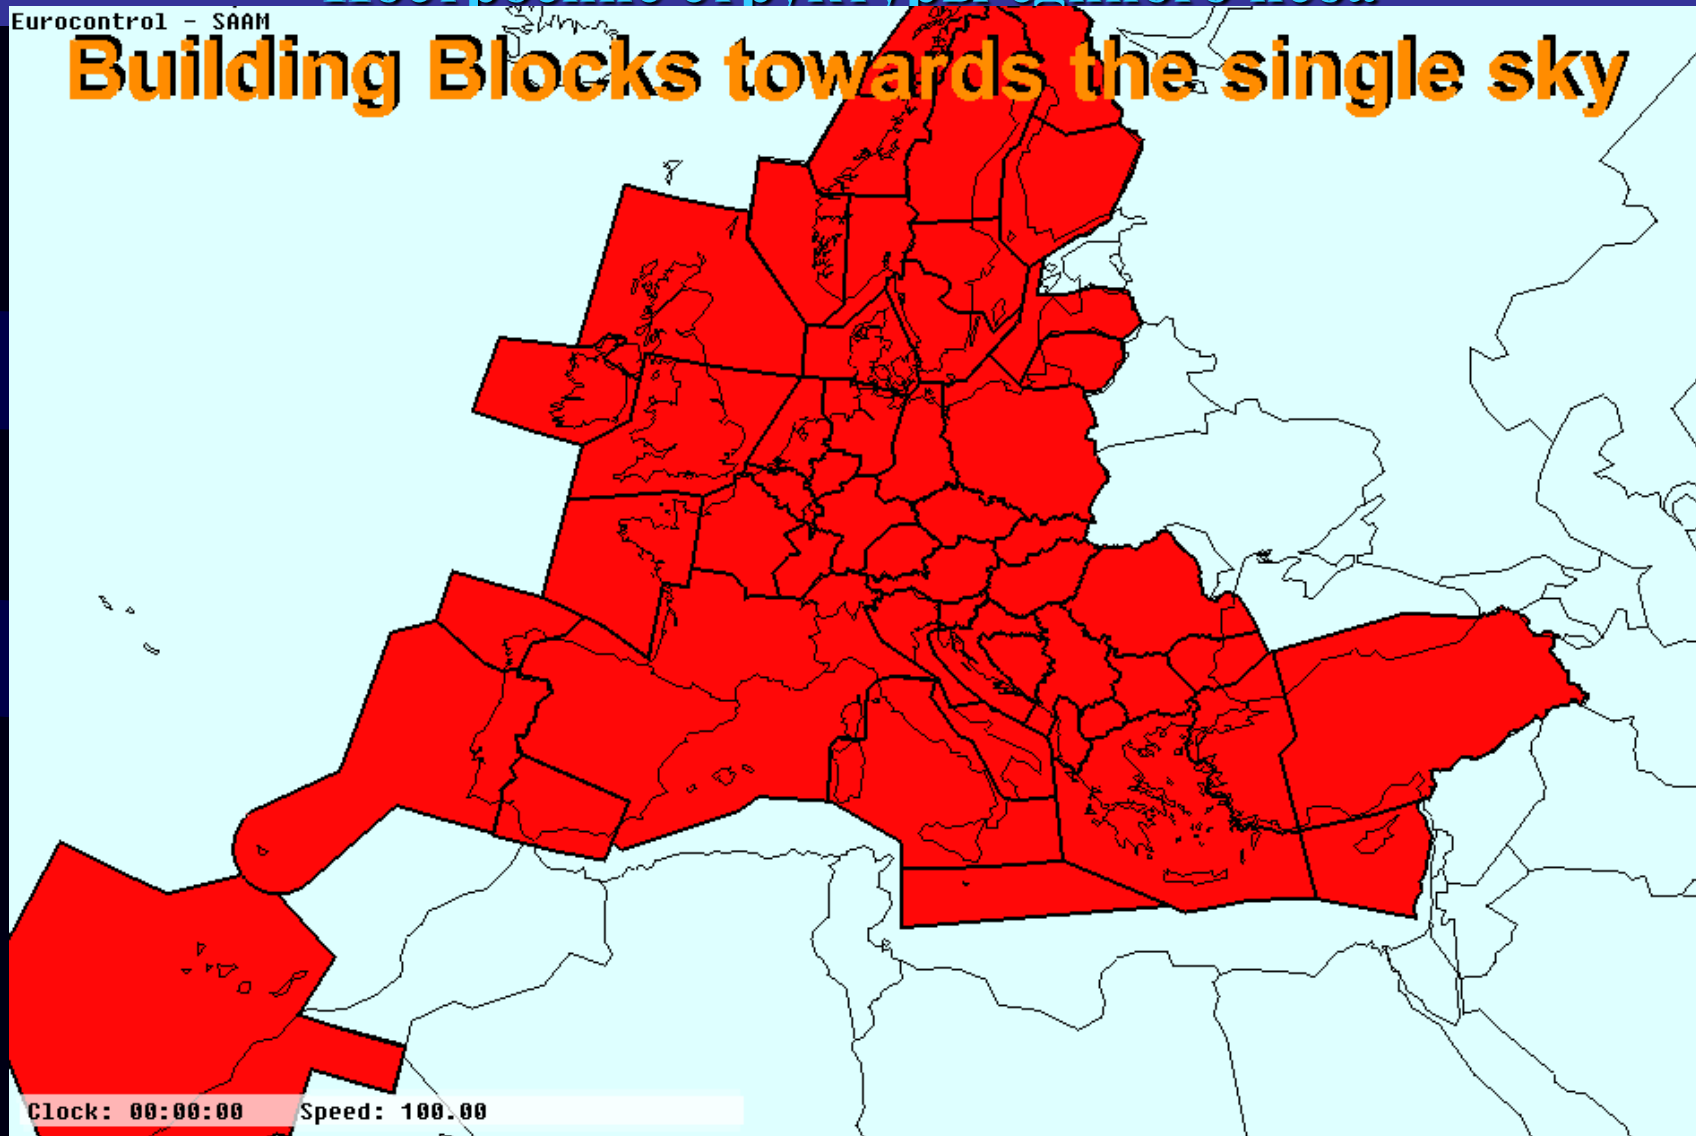 Eurocontrol - SAAM
Building Blocks towards the single sky
Clock: 00:00:00 Speed: 100.00